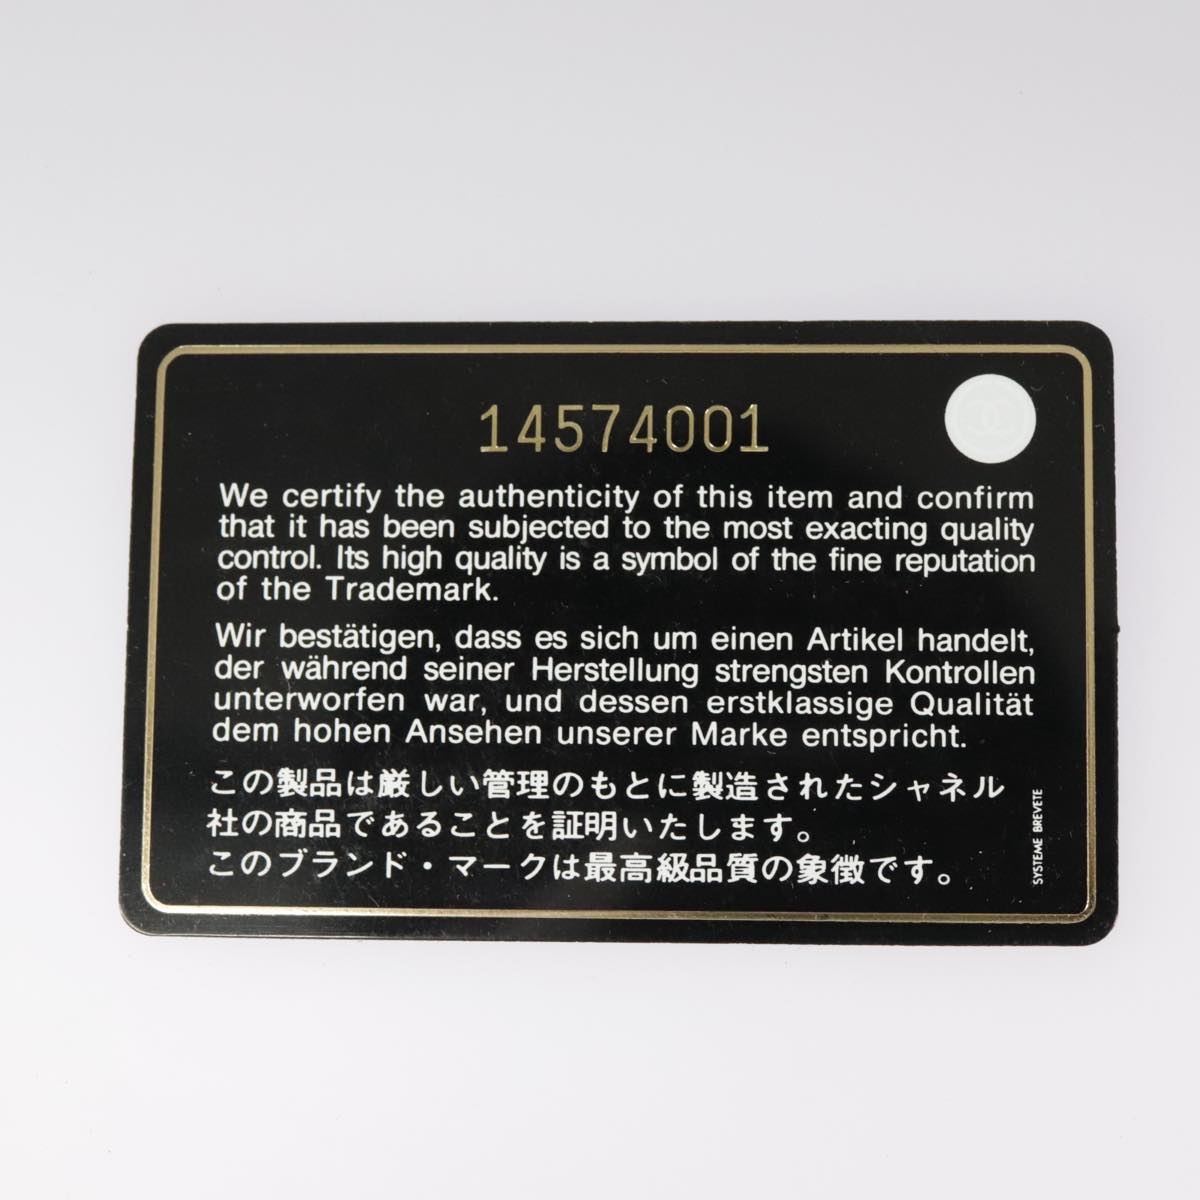 14574001
We certify the authenticity of this item and confirm
that it has been subjected to the most exacting quality
control. Its high quality is a symbol of the fine reputation
of the Trademark.
Wir bestätigen, dass es sich um einen Artikel handelt,
der während seiner Herstellung strengsten Kontrollen
unterworfen war, und dessen erstklassige Qualität
dem hohen Ansehen unserer Marke entspricht.
この製品は厳しい管理のもとに製造されたシャネル
社の商品であることを証明いたします。
このブランド・マークは最高級品質の象徴です。
SYSTEME BREVETE